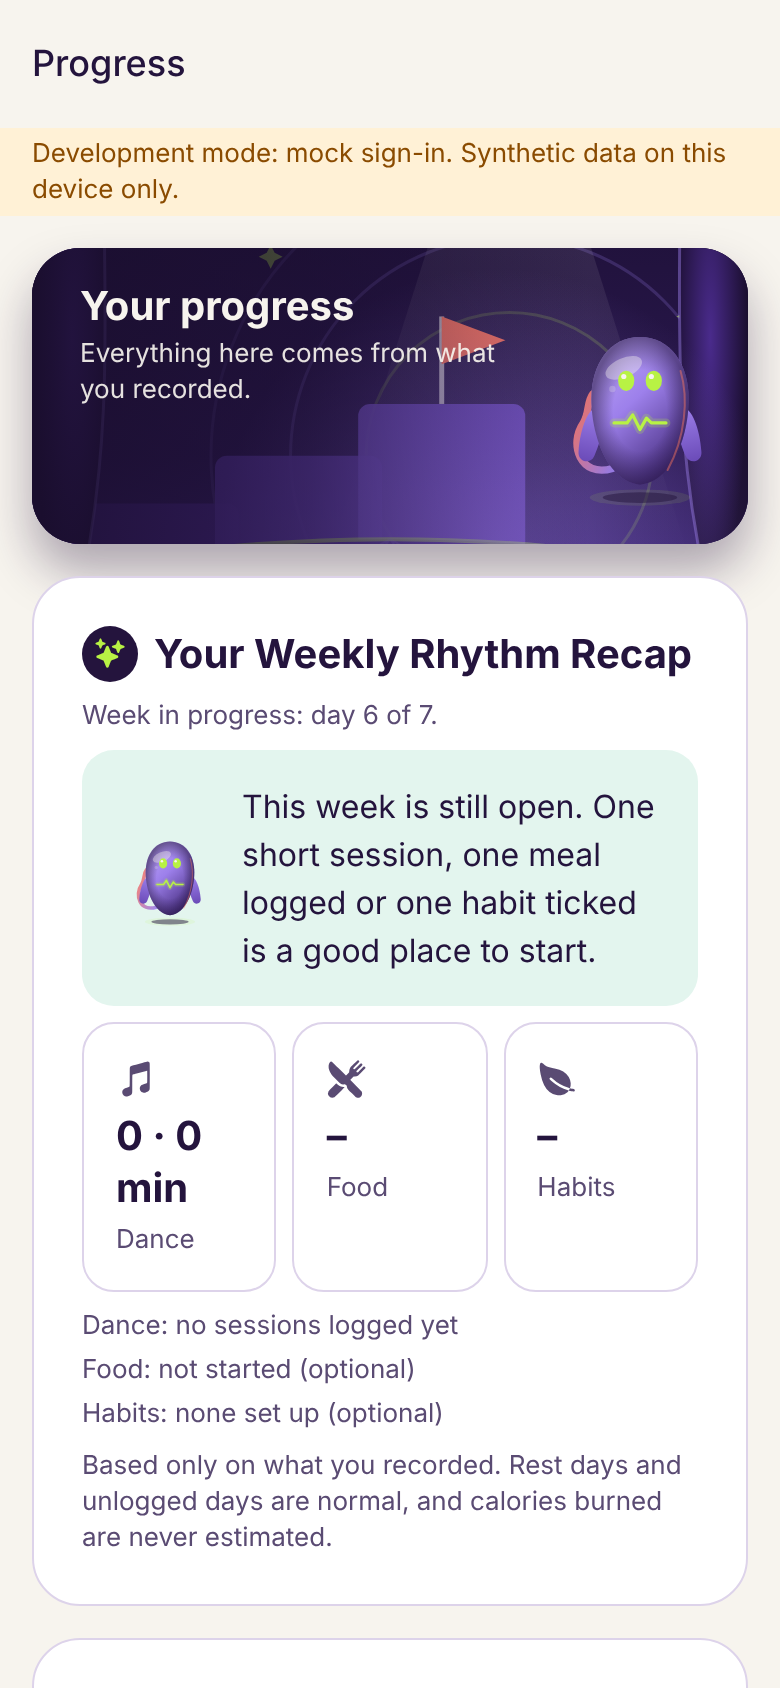 Progress
Development mode: mock sign-in. Synthetic data on this
device only.
Your progress
Everything here comes from what
you recorded.
Your Weekly Rhythm Recap
Week in progress: day 6 of 7.
This week is still open. One
short session, one meal
logged or one habit ticked
is a good place to start.
0 · 0
min
Dance
–
Food
–
Habits
Dance: no sessions logged yet
Food: not started (optional)
Habits: none set up (optional)
Based only on what you recorded. Rest days and
unlogged days are normal, and calories burned
are never estimated.